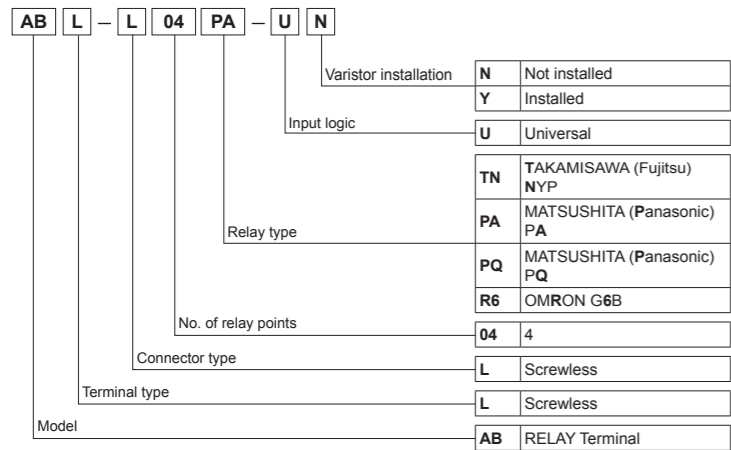 AB L – L 04 PA – U N
Varistor installation N Not installed
Y Installed
Input logic U Universal
TN TAKAMISAWA (Fujitsu)
NYP
Relay type PA MATSUSHITA (Panasonic)
PA
PQ MATSUSHITA (Panasonic)
PQ
R6 OMRON G6B
No. of relay points 04 4
Connector type L Screwless
Terminal type L Screwless
Model AB RELAY Terminal